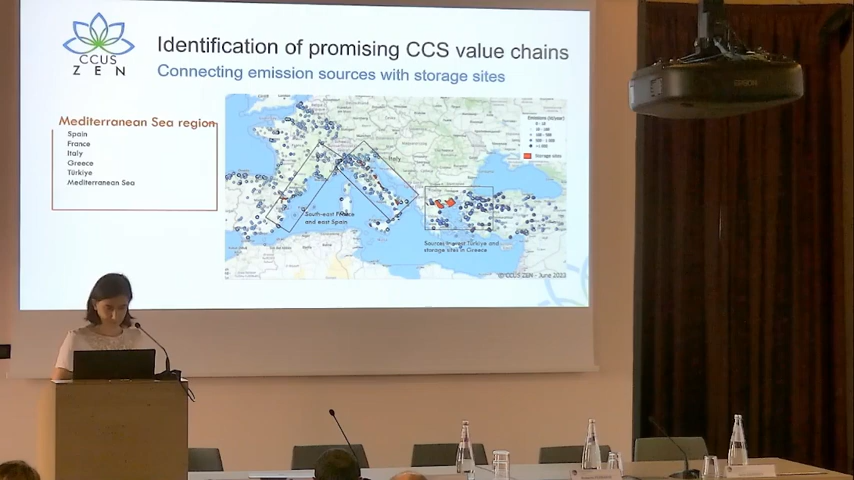 CCUS
ZEN
Identification of promising CCS value chains
Connecting emission sources with storage sites
Mediterranean Sea region
Spain
France
Italy
Greece
Türkiye
Mediterranean Sea
Italy
Storage sites
South-east France
and east Spain
Sources in west Türkiye and
storage sites in Greece
© CCUS ZEN - June 2023
EPSON